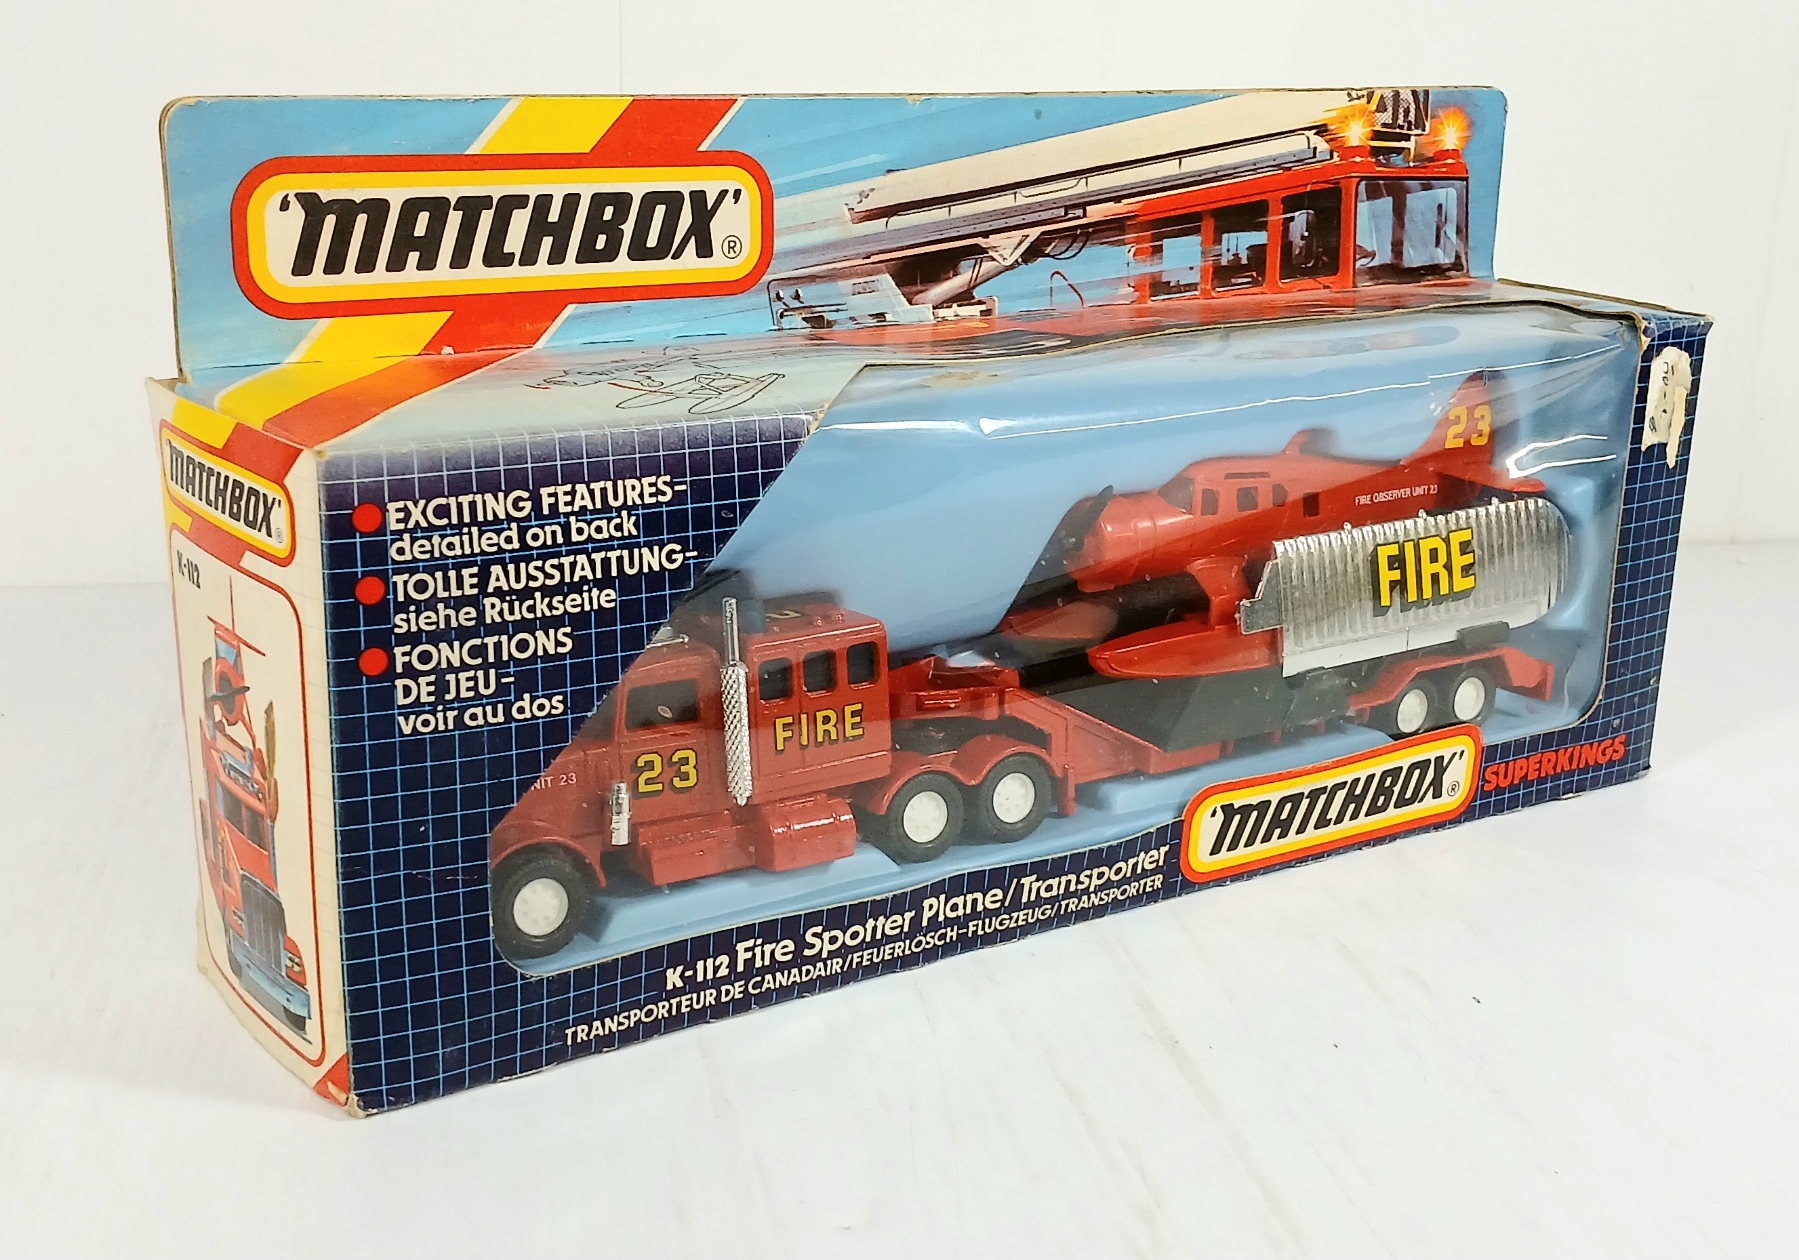 'MATCHBOX'®
MATCHBOX'®
K-112
EXCITING FEATURES-
detailed on back
TOLLE AUSSTATTUNG-
siehe Rückseite
FONCTIONS
DE JEU-
voir au dos
23
FIRE OBSERVER UNIT 23
FIRE
FIRE
23
UNIT 23
'MATCHBOX'®
SUPERKINGS
K-112 Fire Spotter Plane/Transporter
TRANSPORTEUR DE CANADAIR/FEUERLÖSCH-FLUGZEUG/TRANSPORTER